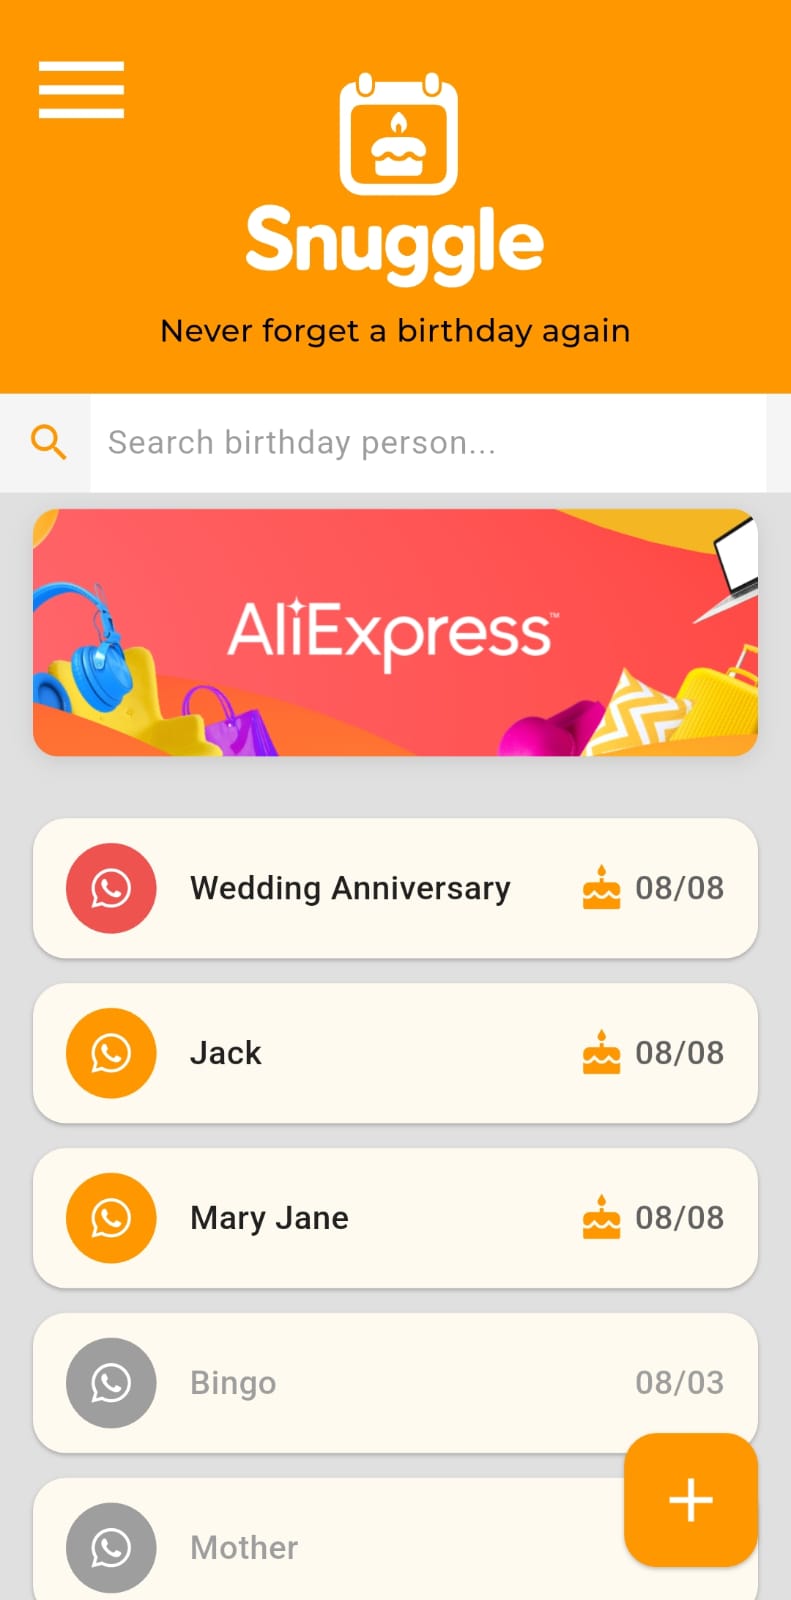 Snuggle
Never forget a birthday again
Search birthday person...
AliExpress™
Wedding Anniversary 08/08
Jack 08/08
Mary Jane 08/08
Bingo 08/03
Mother